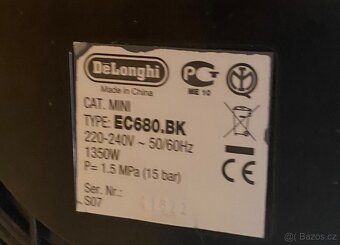 DeLonghi
Made in China
ME 10
CAT. MINI
TYPE: EC680.BK
220-240V ~ 50/60Hz
1350W
P= 1.5 MPa (15 bar)
Ser. Nr.:
S07
Bazos.cz